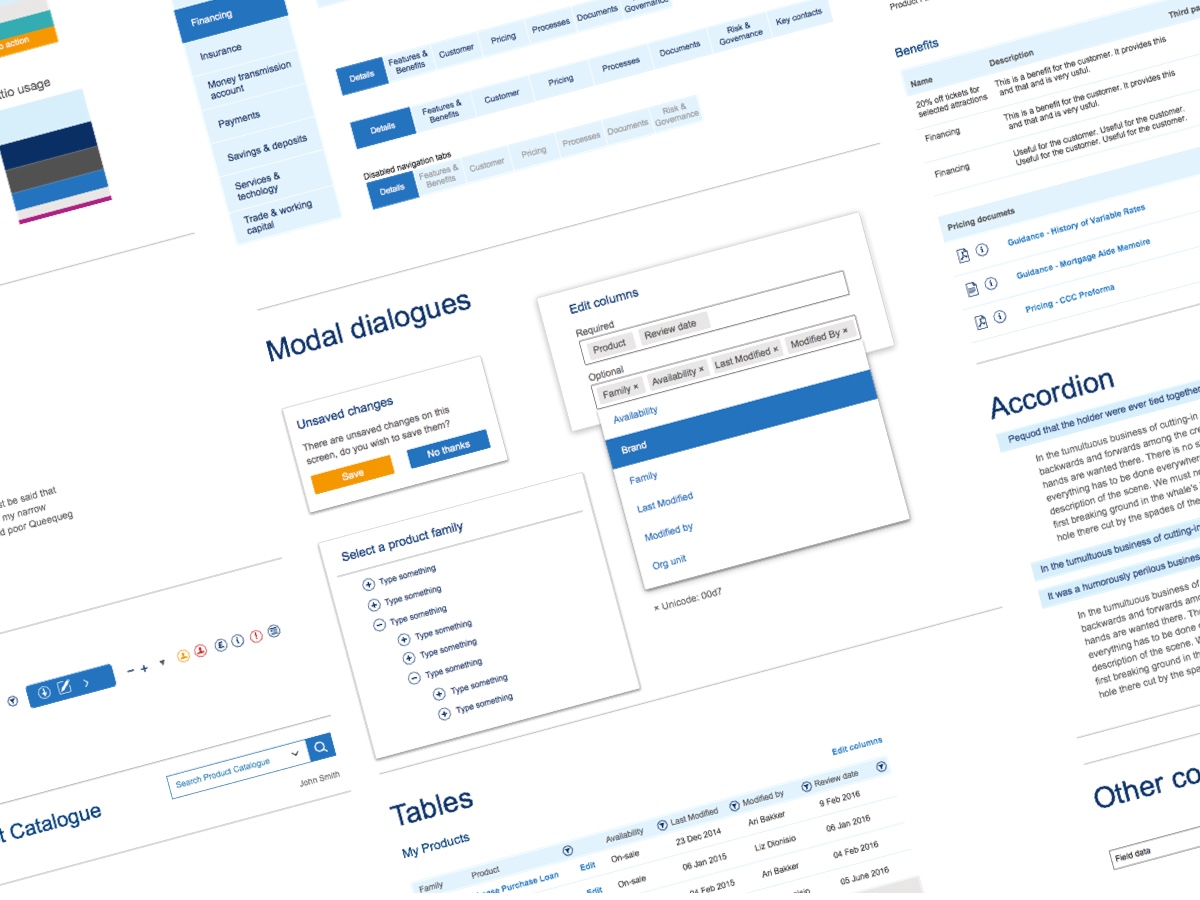 o action
tio usage
Financing
Insurance
Money transmission
account
Payments
Savings & deposits
Services &
techology
Trade & working
capital
Details
Features &
Benefits
Customer
Pricing
Processes
Documents
Governance
Details
Features &
Benefits
Customer
Pricing
Processes
Documents
Risk &
Governance
Key contacts
Disabled navigation tabs
Details
Features &
Benefits
Customer
Pricing
Processes
Documents
Risk &
Governance
Modal dialogues
Unsaved changes
There are unsaved changes on this
screen, do you wish to save them?
Save
No thanks
Select a product family
Type something
Type something
Type something
Type something
Type something
Type something
Type something
Type something
Edit columns
Required
Product
Review date
Optional
Family ×
Availability ×
Last Modified ×
Modified By ×
Availability
Brand
Family
Last Modified
Modified by
Org unit
× Unicode: 00d7
st be said that
my narrow
d poor Queequeg
Search Product Catalogue
John Smith
t Catalogue
Tables
My Products
Edit columns
Family
Product
Availability
Last Modified
Modified by
Review date
ase Purchase Loan
Edit
On-sale
23 Dec 2014
Ari Bakker
9 Feb 2016
Edit
On-sale
06 Jan 2015
Liz Dionisio
06 Jan 2016
04 Feb 2015
Ari Bakker
04 Feb 2016
05 June 2016
Third pa
Benefits
Name
Description
20% off tickets for
selected attractions
This is a benefit for the customer. It provides this
and that and is very usful.
Financing
This is a benefit for the customer. It provides this
and that and is very usful.
Financing
Useful for the customer. Useful for the customer.
Useful for the customer. Useful for the customer.
Pricing documets
Guidance - History of Variable Rates
Guidance - Mortgage Aide Memoire
Pricing - CCC Preforma
Accordion
Pequod that the holder were ever tied together
In the tumultuous business of cutting-in
backwards and forwards among the cre
hands are wanted there. There is no s
everything has to be done everywher
description of the scene. We must no
first breaking ground in the whale's
hole there cut by the spades of the
In the tumultuous business of cutting-in
It was a humorously perilous business
In the tumultuous business of
backwards and forwards amo
hands are wanted there. The
everything has to be done e
description of the scene. W
first breaking ground in th
hole there cut by the spa
Other co
Field data